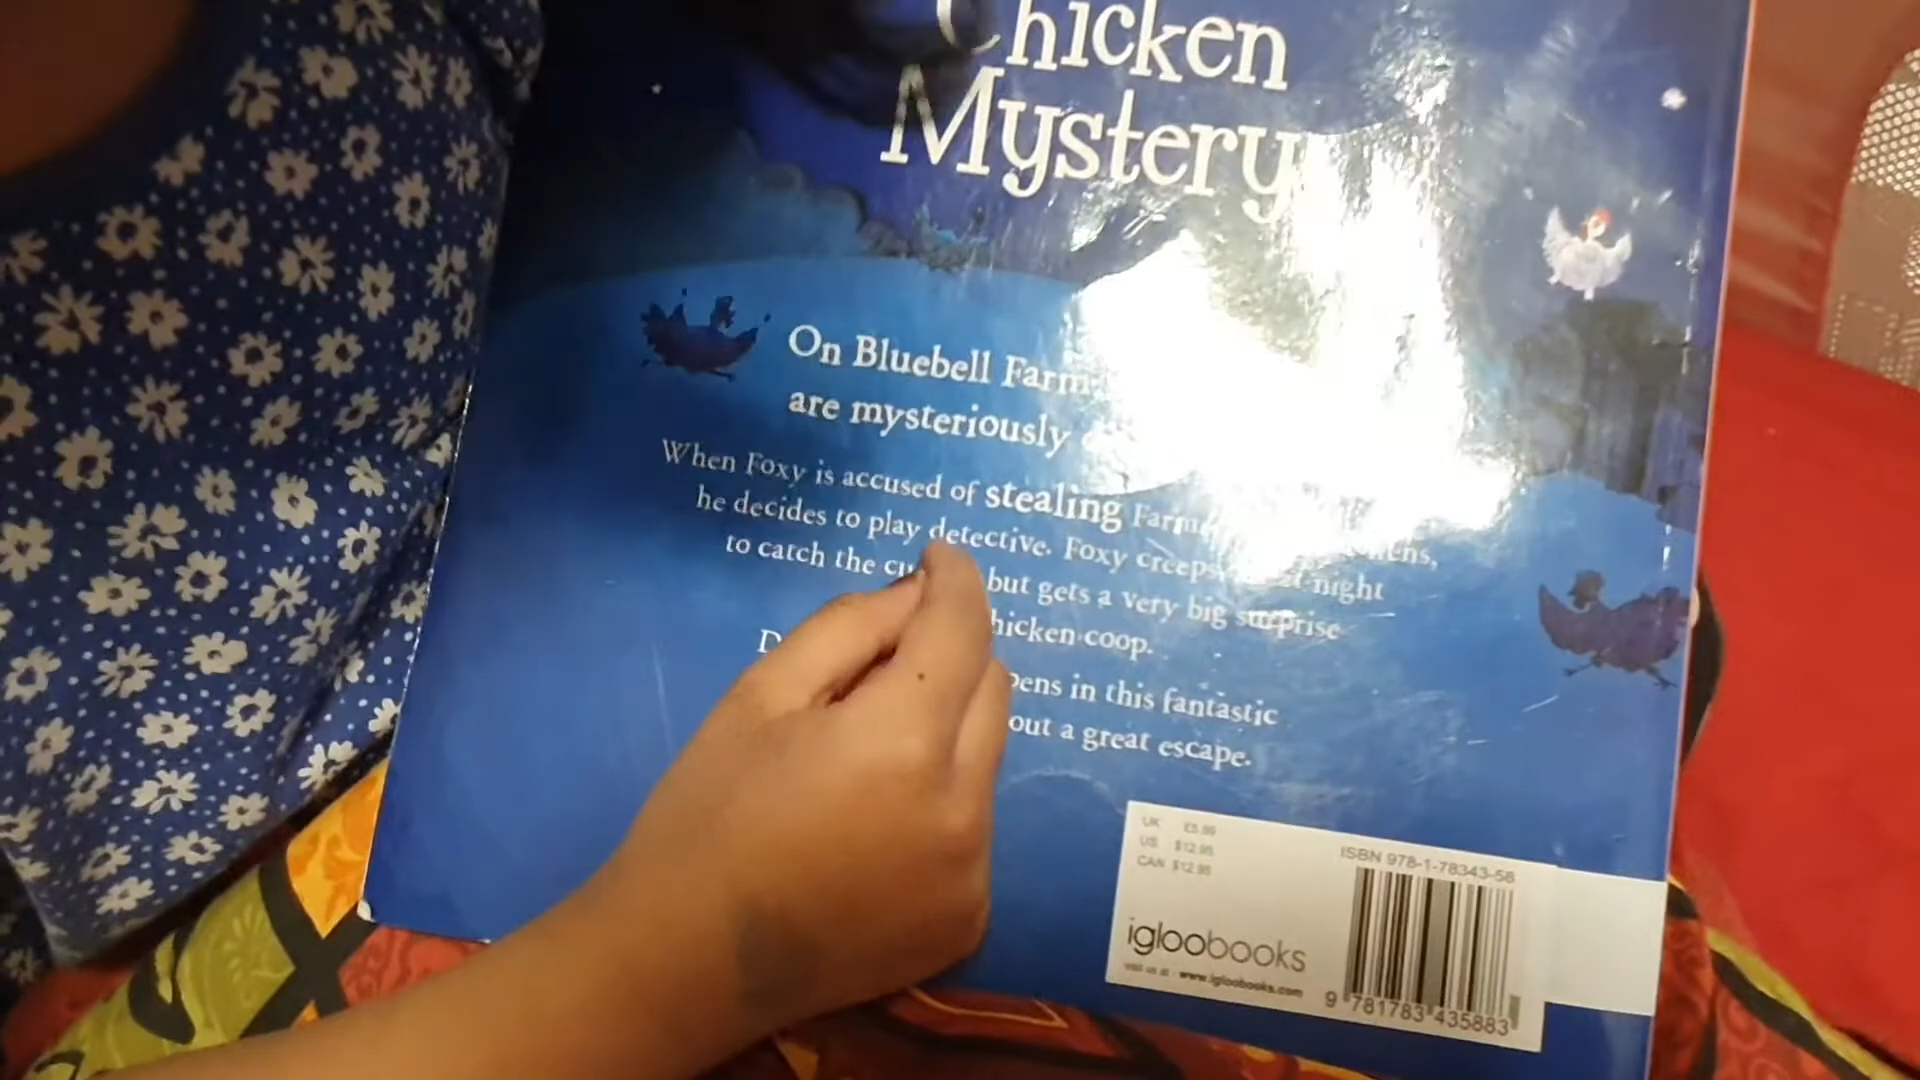 Chicken
Mystery
On Bluebell Farm
are mysteriously
When Foxy is accused of stealing
he decides to play detective. Foxy creeps night
to catch the but gets a very big surprise
chicken coop.
in this fantastic
out a great escape.
UK £5.99
US $12.95
CAN $12.95
ISBN 978-1-78343-58
igloobooks
visit us at - www.igloobooks.com
9 781783 435883